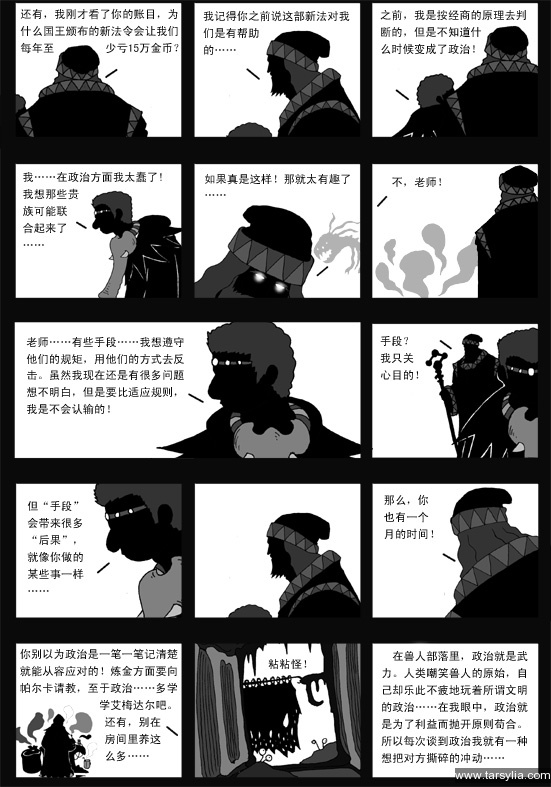 还有，我刚才看了你的账目，为
什么国王颁布的新法令会让我们
每年至 少亏15万金币？
我记得你之前说这部新法对我
们是有帮助
的……
之前，我是按经商的原理去判
断的，但是不知道什
么时候变成了政治！
我……在政治方面我太蠢了！
我想那些贵
族可能联
合起来了
……
如果真是这样！那就太有趣了
……
不，老师！
老师……有些手段……我想遵守
他们的规矩，用他们的方式去反
击。虽然我现在还是有很多问题
想不明白，但是要比适应规则，
我是不会认输的！
手段？
我只关
心目的！
但“手段”
会带来很多
“后果”，
就像你做的
某些事一样
……
那么，你
也有一个
月的时间！
你别以为政治是一笔一笔记清楚
就能从容应对的！炼金方面要向
帕尔卡请教，至于政治……多学
学艾梅达尔吧。
还有，别在
房间里养这
么多……
粘粘怪！
在兽人部落里，政治就是武
力。人类嘲笑兽人的原始，自
己却乐此不疲地玩着所谓文明
的政治……在我眼中，政治就
是为了利益而抛开原则苟合。
所以每次谈到政治我就有一种
想把对方撕碎的冲动……
www.tarsylia.com